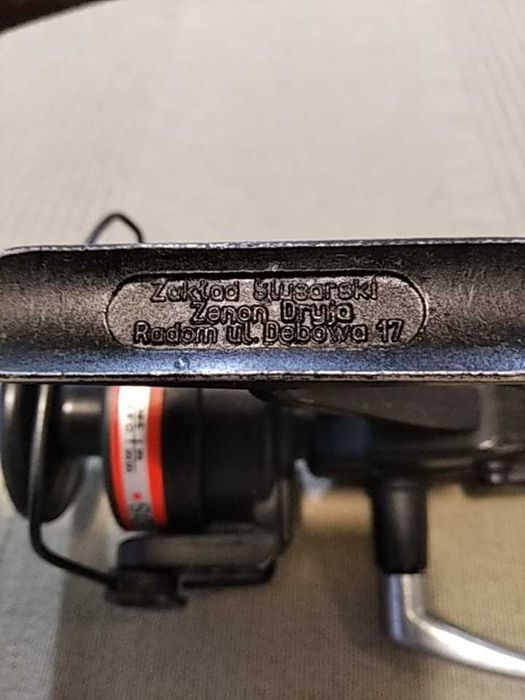 Zakład Ślusarski
Zenon Dryja
Radom ul. Dębowa 17